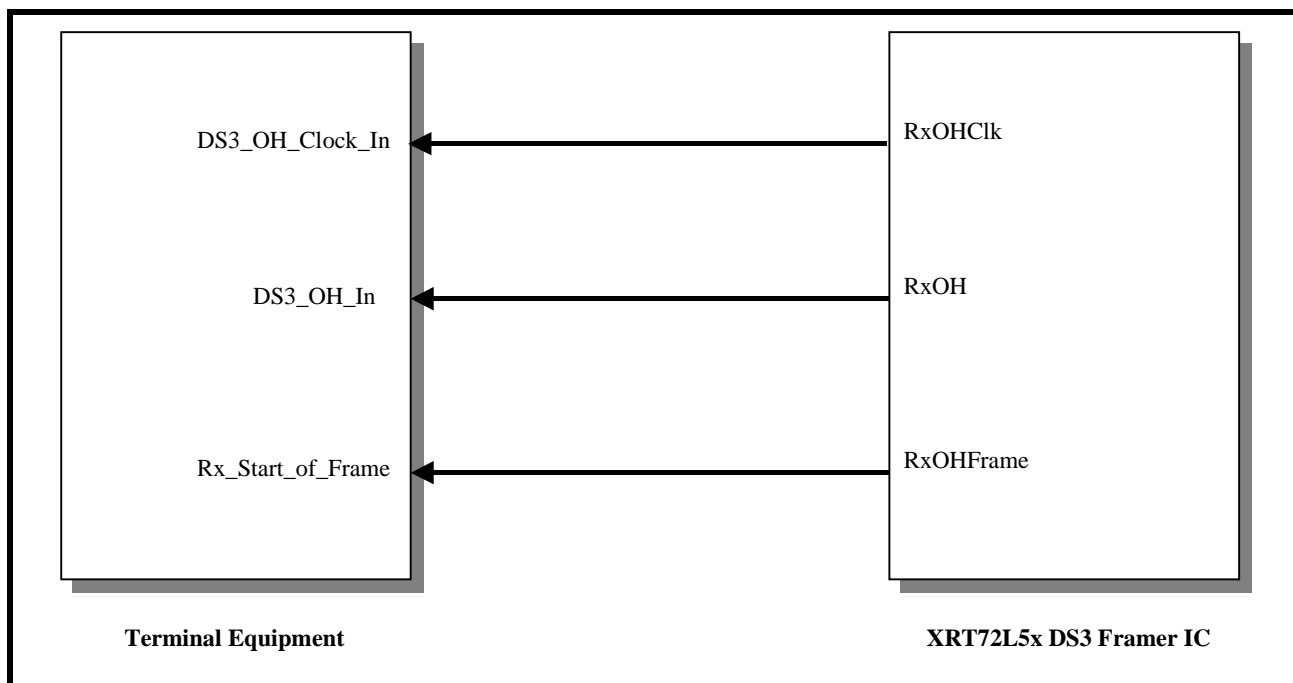 DS3_OH_Clock_In
RxOHClk
DS3_OH_In
RxOH
Rx_Start_of_Frame
RxOHFrame
Terminal Equipment
XRT72L5x DS3 Framer IC